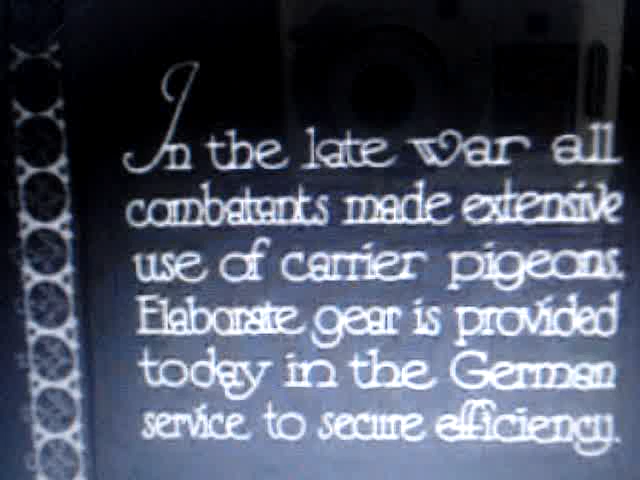 In the late war all
combatants made extensive
use of carrier pigeons.
Elaborate gear is provided
today in the German
service to secure efficiency.